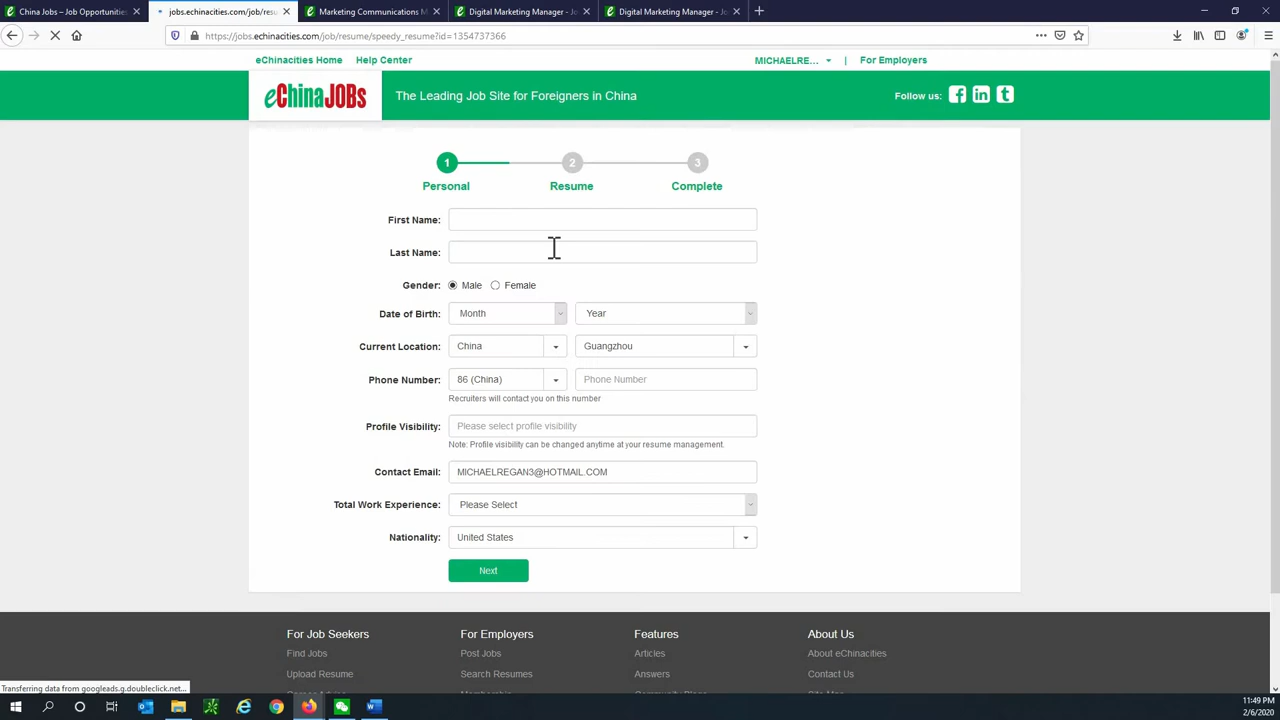 China Jobs – Job Opportunities
jobs.echinacities.com/job/resu
Marketing Communications M
Digital Marketing Manager - Jo
Digital Marketing Manager - Jo
https://jobs.echinacities.com/job/resume/speedy_resume?id=1354737366
eChinacities Home Help Center MICHAELRE... | For Employers
eChinaJOBS The Leading Job Site for Foreigners in China Follow us:
1 2 3
Personal Resume Complete
First Name:
Last Name:
Gender: Male Female
Date of Birth: Month Year
Current Location: China Guangzhou
Phone Number: 86 (China) Phone Number
Recruiters will contact you on this number
Profile Visibility: Please select profile visibility
Note: Profile visibility can be changed anytime at your resume management.
Contact Email: MICHAELREGAN3@HOTMAIL.COM
Total Work Experience: Please Select
Nationality: United States
Next
For Job Seekers For Employers Features About Us
Find Jobs Post Jobs Articles About eChinacities
Upload Resume Search Resumes Answers Contact Us
Transferring data from googleads.g.doubleclick.net...
11:49 PM
2/6/2020